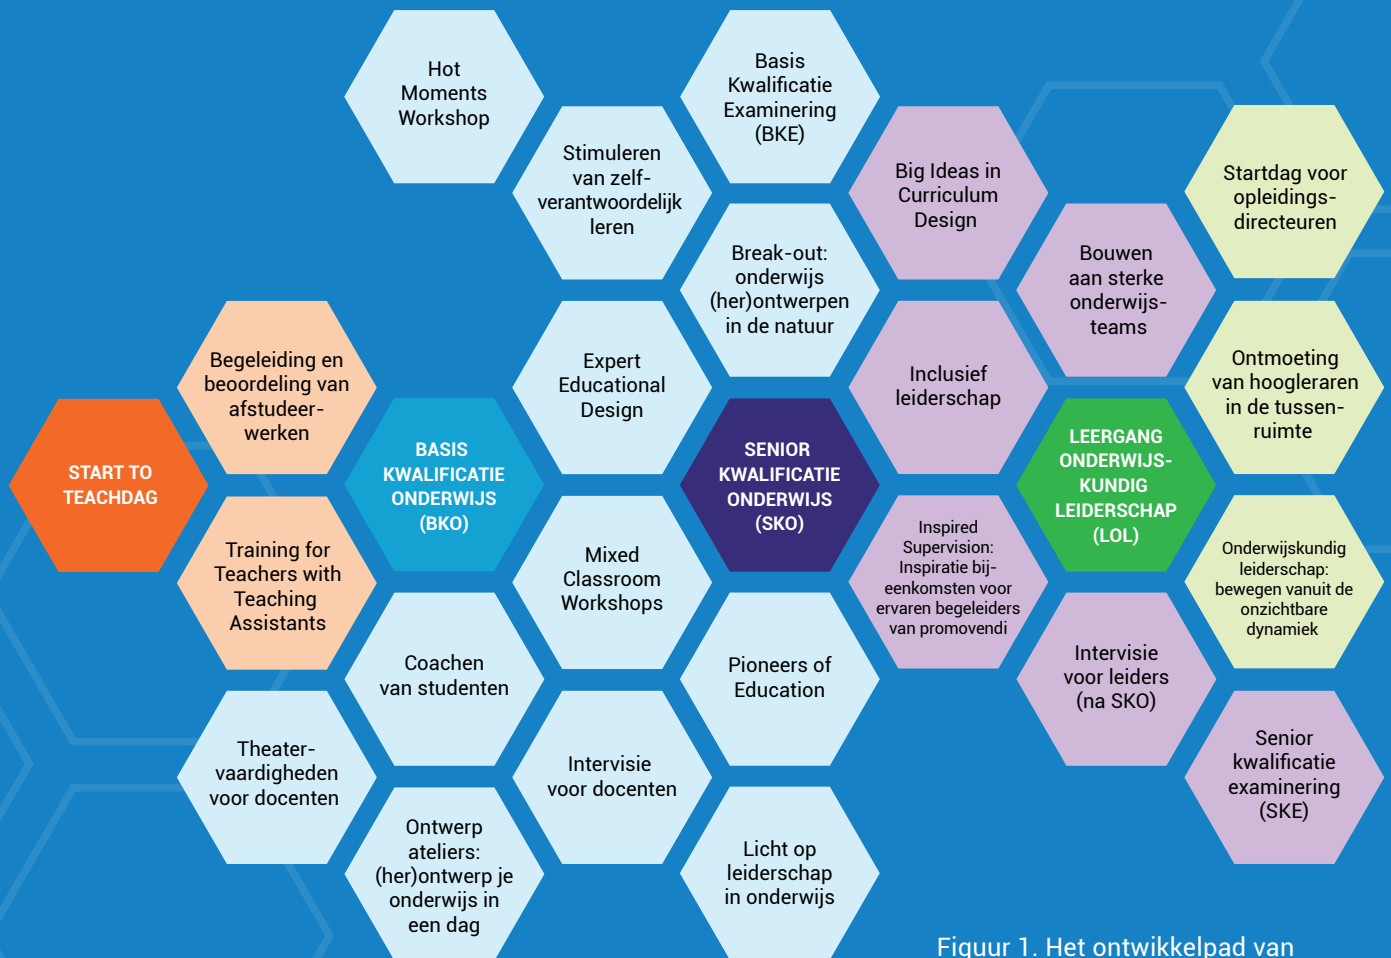 Hot
Moments
Workshop
Basis
Kwalificatie
Examinering
(BKE)
Stimuleren
van zelf-
verantwoordelijk
leren
Big Ideas in
Curriculum
Design
Startdag voor
opleidings-
directeuren
Break-out:
onderwijs
(her)ontwerpen
in de natuur
Bouwen
aan sterke
onderwijs-
teams
Begeleiding en
beoordeling van
afstudeer-
werken
Expert
Educational
Design
Inclusief
leiderschap
Ontmoeting
van hoogleraren
in de tussen-
ruimte
START TO
TEACHDAG
BASIS
KWALIFICATIE
ONDERWIJS
(BKO)
SENIOR
KWALIFICATIE
ONDERWIJS
(SKO)
LEERGANG
ONDERWIJS-
KUNDIG
LEIDERSCHAP
(LOL)
Training for
Teachers with
Teaching
Assistants
Mixed
Classroom
Workshops
Inspired
Supervision:
Inspiratie bij-
eenkomsten voor
ervaren begeleiders
van promovendi
Onderwijskundig
leiderschap:
bewegen vanuit de
onzichtbare
dynamiek
Coachen
van studenten
Pioneers of
Education
Intervisie
voor leiders
(na SKO)
Theater-
vaardigheden
voor docenten
Intervisie
voor docenten
Senior
kwalificatie
examinering
(SKE)
Ontwerp
ateliers:
(her)ontwerp je
onderwijs in
een dag
Licht op
leiderschap
in onderwijs
Figuur 1. Het ontwikkelpad van